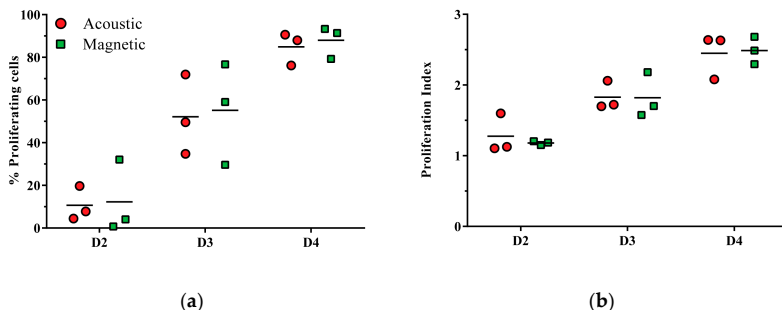 100
80
60
40
20
0
% Proliferating cells
Acoustic
Magnetic
D2
D3
D4
(a)
3
2
1
0
Proliferation Index
D2
D3
D4
(b)